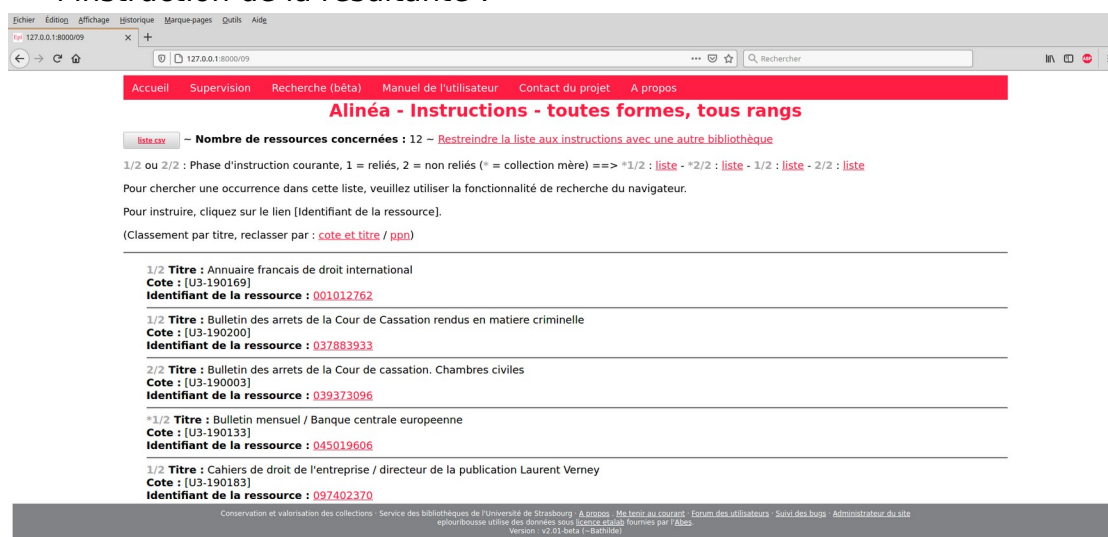 l'instruction de la résultante :
Fichier Édition Affichage Historique Marque-pages Outils Aide
127.0.0.1:8000/09 × +
127.0.0.1:8000/09 ••• Rechercher
Accueil Supervision Recherche (bêta) Manuel de l'utilisateur Contact du projet A propos
Alinéa - Instructions - toutes formes, tous rangs
liste csv ~ Nombre de ressources concernées : 12 ~ Restreindre la liste aux instructions avec une autre bibliothèque
1/2 ou 2/2 : Phase d'instruction courante, 1 = reliés, 2 = non reliés (* = collection mère) ==> *1/2 : liste - *2/2 : liste - 1/2 : liste - 2/2 : liste
Pour chercher une occurrence dans cette liste, veuillez utiliser la fonctionnalité de recherche du navigateur.
Pour instruire, cliquez sur le lien [Identifiant de la ressource].
(Classement par titre, reclasser par : cote et titre / ppn)
1/2 Titre : Annuaire francais de droit international
Cote : [U3-190169]
Identifiant de la ressource : 001012762
1/2 Titre : Bulletin des arrets de la Cour de Cassation rendus en matiere criminelle
Cote : [U3-190200]
Identifiant de la ressource : 037883933
2/2 Titre : Bulletin des arrets de la Cour de cassation. Chambres civiles
Cote : [U3-190003]
Identifiant de la ressource : 039373096
*1/2 Titre : Bulletin mensuel / Banque centrale europeenne
Cote : [U3-190133]
Identifiant de la ressource : 045019606
1/2 Titre : Cahiers de droit de l'entreprise / directeur de la publication Laurent Verney
Cote : [U3-190183]
Identifiant de la ressource : 097402370
Conservation et valorisation des collections · Service des bibliothèques de l'Université de Strasbourg · A propos . Me tenir au courant · Forum des utilisateurs · Suivi des bugs · Administrateur du site
eplouribousse utilise des données sous licence etalab fournies par l'Abes.
Version : v2.01-beta (~Bathilde)